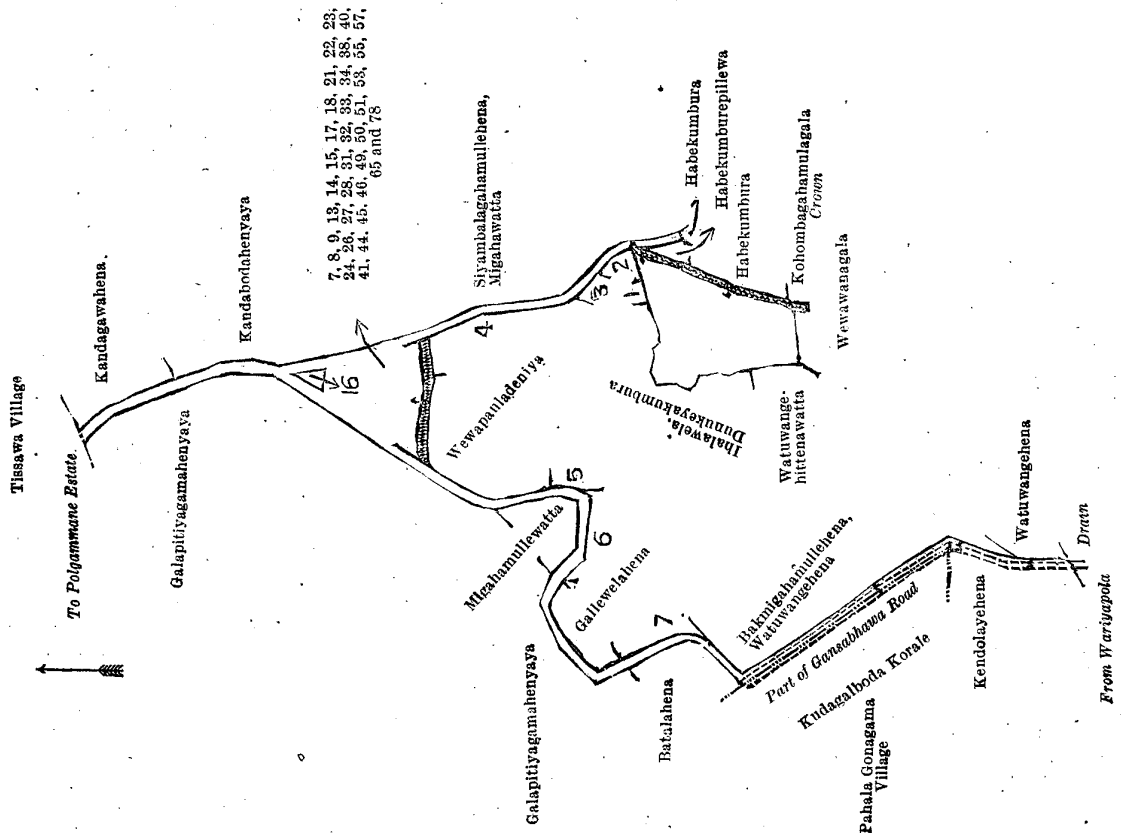 Tissawa Village
To Polgammane Estate.
Kandagawahena.
Galapitiyagamahenyaya
Kandabodahenyaya
7, 8, 9, 13, 14, 15, 17, 18, 21, 22, 23,
24, 26, 27, 28, 31, 32, 33, 34, 38, 40,
41, 44, 45, 46, 49, 50, 51, 53, 55, 57,
65 and 78
16
4
Siyambalagahamullehena,
Migahawatta
Wewapauladeniya
3
2
1
Habekumbura
Habekumburepillewa
Habekumbura
Kohombagahamulagala
Crown
Wewawanagala
Ihalawela.
Dunukeyakumbura
Watuwange-
hittenawatta
5
Migahamullewatta
6
Gallewelahena
Galapitiyagamahenyaya
7
Batalahena
Bakmigahamullehena,
Watuwangehena
Part of Gansabhawa Road
Kudagalboda Korale
Pahala Gonagama
Village
Kendolayehena
Watuwangehena
Drain
From Wariyapola